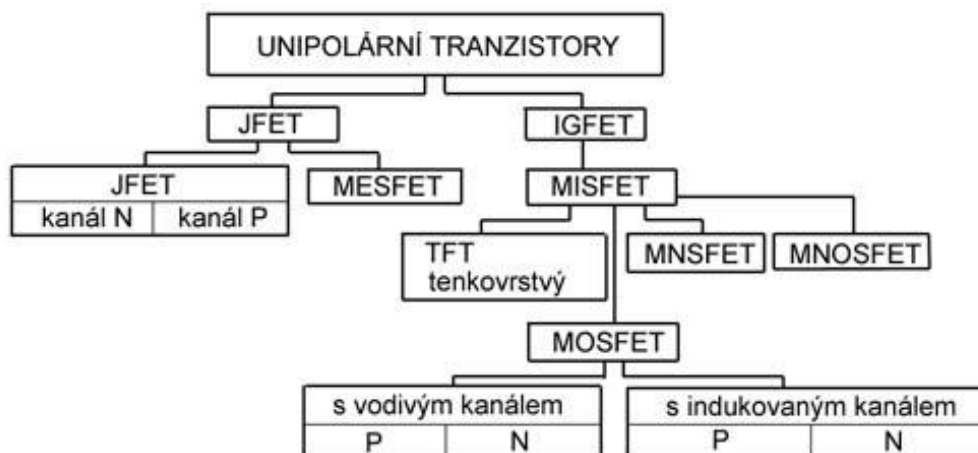 UNIPOLÁRNÍ TRANZISTORY
JFET
IGFET
JFET
kanál N
kanál P
MESFET
MISFET
TFT
tenkovrstvý
MNSFET
MNOSFET
MOSFET
s vodivým kanálem
P
N
s indukovaným kanálem
P
N